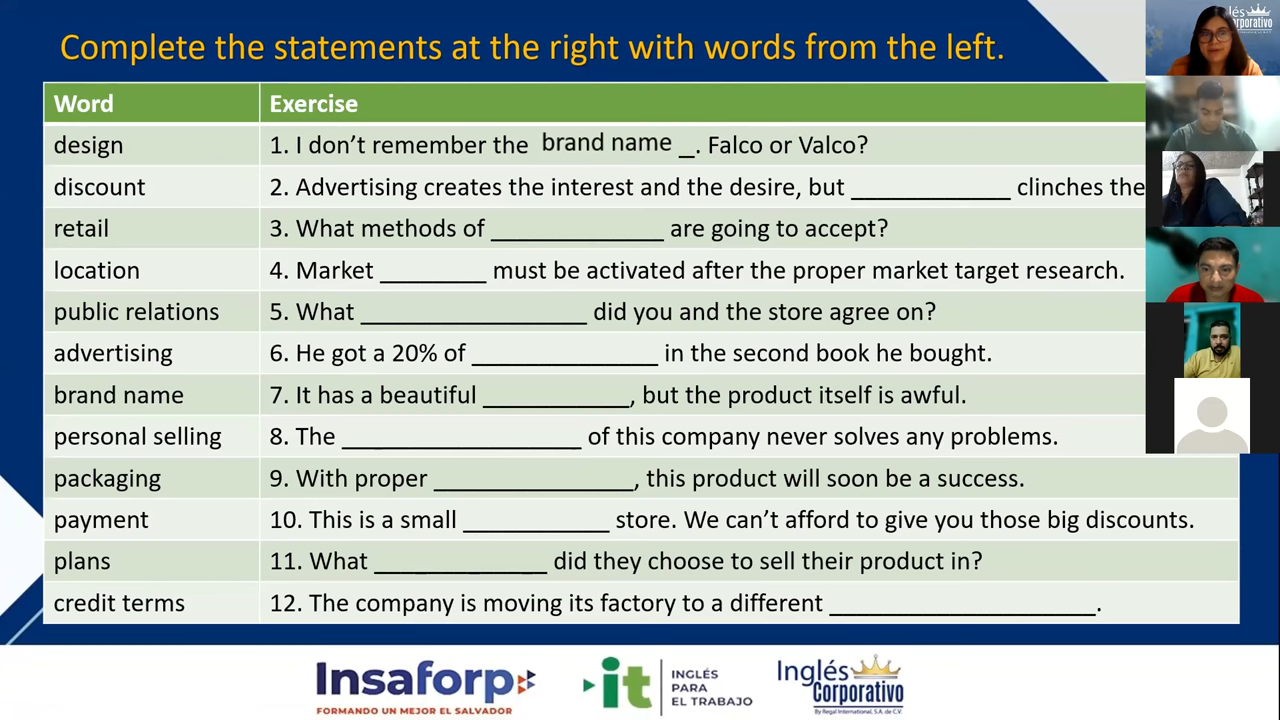 Complete the statements at the right with words from the left.
Word Exercise
design 1. I don't remember the brand name _. Falco or Valco?
discount 2. Advertising creates the interest and the desire, but _____________ clinches the
retail 3. What methods of ______________ are going to accept?
location 4. Market ________ must be activated after the proper market target research.
public relations 5. What __________________ did you and the store agree on?
advertising 6. He got a 20% of _______________ in the second book he bought.
brand name 7. It has a beautiful ____________, but the product itself is awful.
personal selling 8. The ___________________ of this company never solves any problems.
packaging 9. With proper ________________, this product will soon be a success.
payment 10. This is a small ____________ store. We can't afford to give you those big discounts.
plans 11. What ______________ did they choose to sell their product in?
credit terms 12. The company is moving its factory to a different _____________________.
Insaforp
FORMANDO UN MEJOR EL SALVADOR
it
INGLÉS
PARA
EL TRABAJO
Inglés
Corporativo
By Regal International, S.A. de C.V.